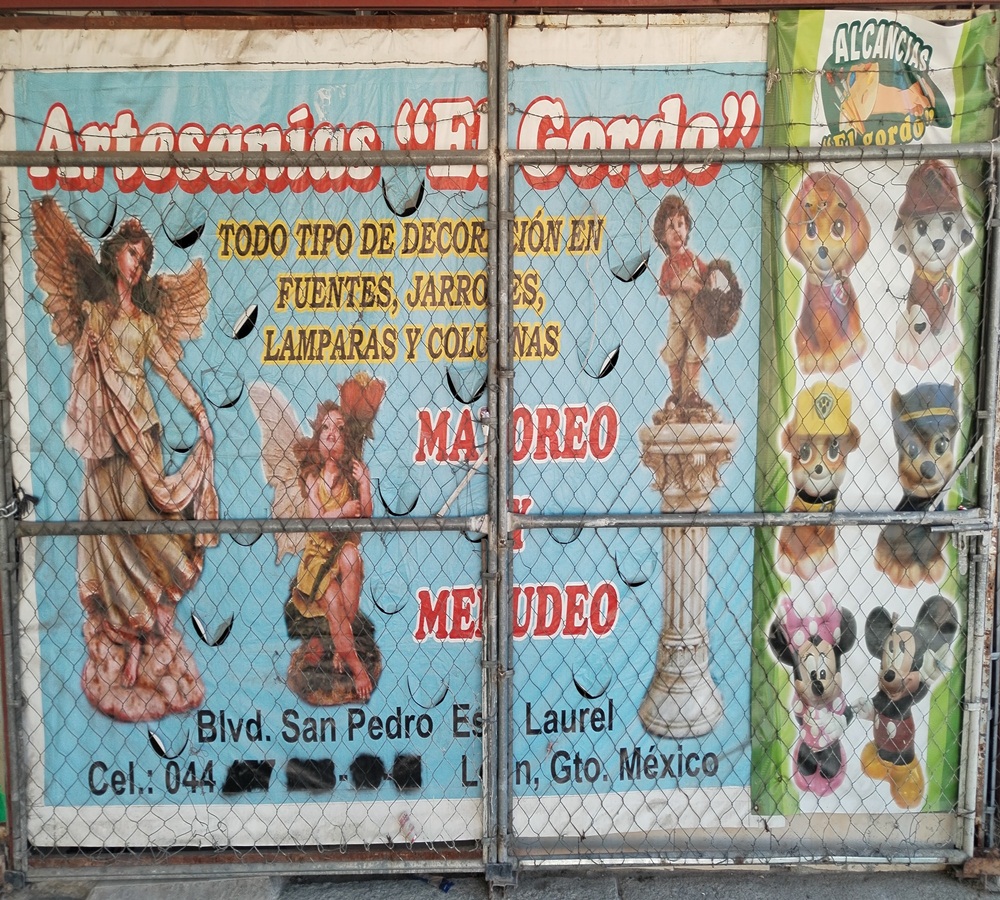 Artesanías "El Gordo"
TODO TIPO DE DECORACIÓN EN
FUENTES, JARRONES,
LAMPARAS Y COLUMNAS
MAYOREO
Y
MENUDEO
Blvd. San Pedro Esq. Laurel
Cel.: 044
León, Gto. México
ALCANCIAS
"El gordo"